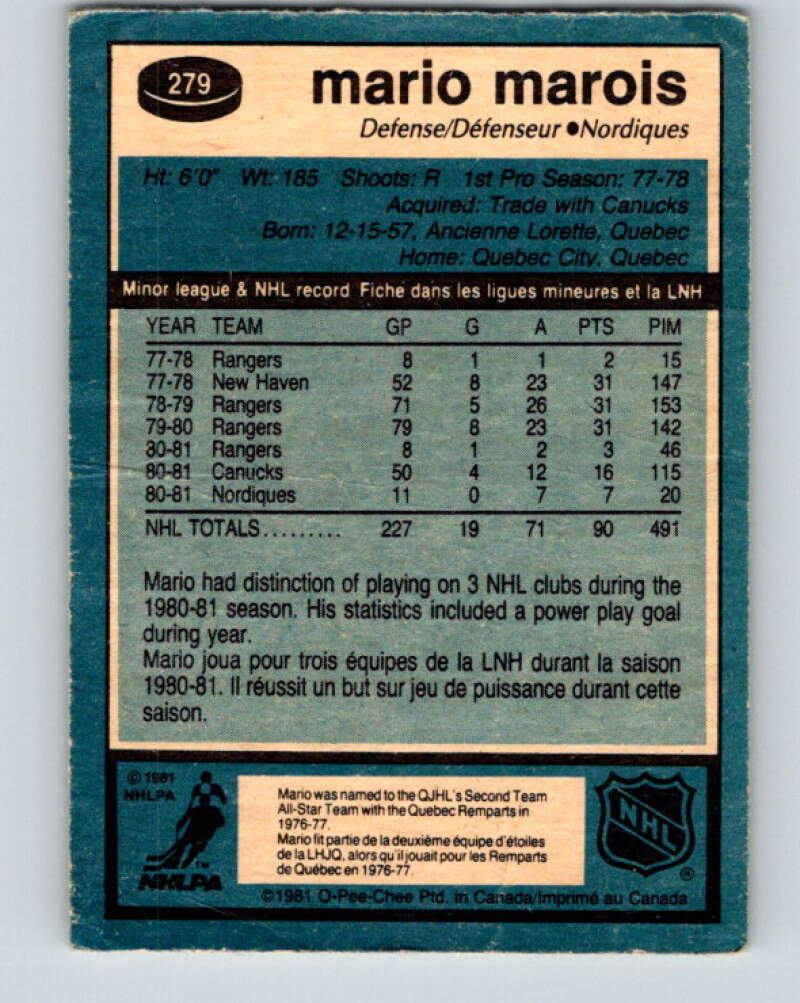 279
mario marois
Defense/Défenseur ●Nordiques
Ht: 6'0" Wt: 185 Shoots: R 1st Pro Season: 77-78
Acquired: Trade with Canucks
Born: 12-15-57, Ancienne Lorette, Quebec
Home: Quebec City, Quebec
Minor league & NHL record Fiche dans les ligues mineures et la LNH
YEAR TEAM GP G A PTS PIM
77-78 Rangers 8 1 1 2 15
77-78 New Haven 52 8 23 31 147
78-79 Rangers 71 5 26 31 153
79-80 Rangers 79 8 23 31 142
80-81 Rangers 8 1 2 3 46
80-81 Canucks 50 4 12 16 115
80-81 Nordiques 11 0 7 7 20
NHL TOTALS......... 227 19 71 90 491
Mario had distinction of playing on 3 NHL clubs during the
1980-81 season. His statistics included a power play goal
during year.
Mario joua pour trois équipes de la LNH durant la saison
1980-81. Il réussit un but sur jeu de puissance durant cette
saison.
© 1981
NHLPA
TM
NHLPA
Mario was named to the QJHL's Second Team
All-Star Team with the Quebec Remparts in
1976-77.
Mario fit partie de la deuxième équipe d'étoiles
de la LHJQ, alors qu'il jouait pour les Remparts
de Québec en 1976-77.
NHL
®
©1981 O-Pee-Chee Ptd. in Canada/Imprimé au Canada